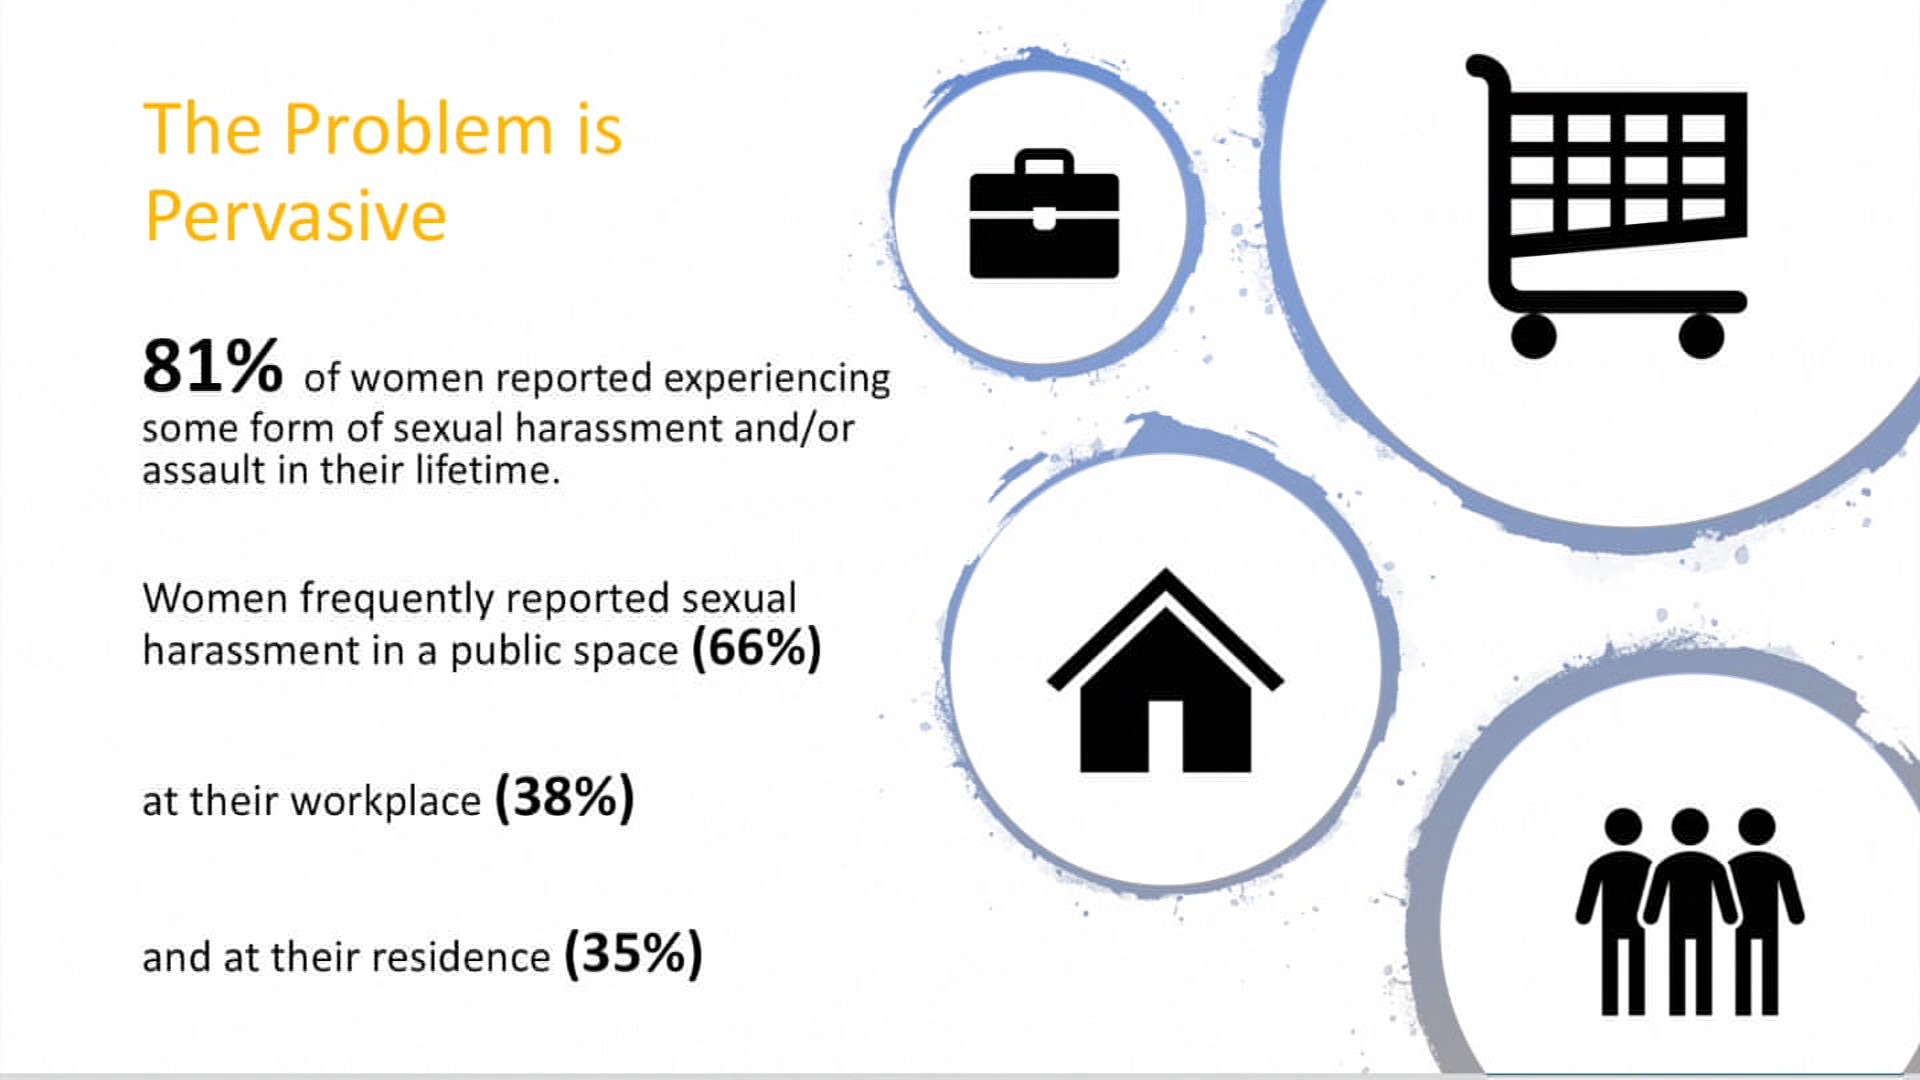 The Problem is
Pervasive
81% of women reported experiencing
some form of sexual harassment and/or
assault in their lifetime.
Women frequently reported sexual
harassment in a public space (66%)
at their workplace (38%)
and at their residence (35%)